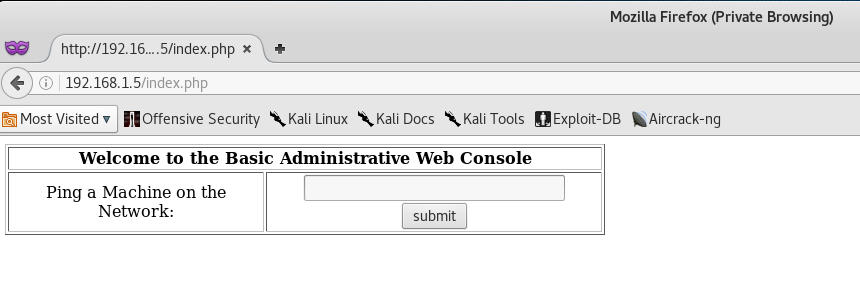 Mozilla Firefox (Private Browsing)
http://192.16....5/index.php
192.168.1.5/index.php
Most Visited Offensive Security Kali Linux Kali Docs Kali Tools Exploit-DB Aircrack-ng
Welcome to the Basic Administrative Web Console
Ping a Machine on the
Network:
submit